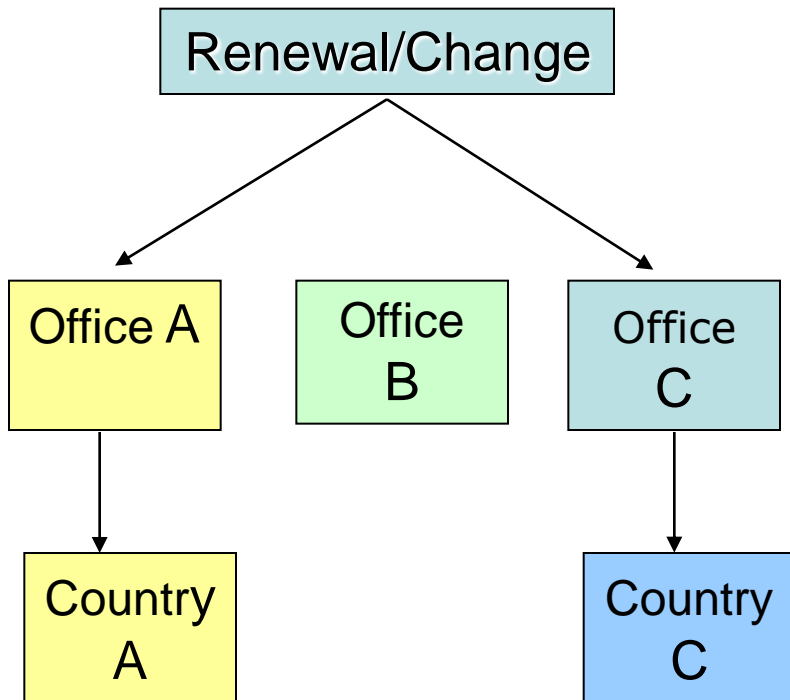 Renewal/Change
Office A
Office
B
Office
C
Country
A
Country
C